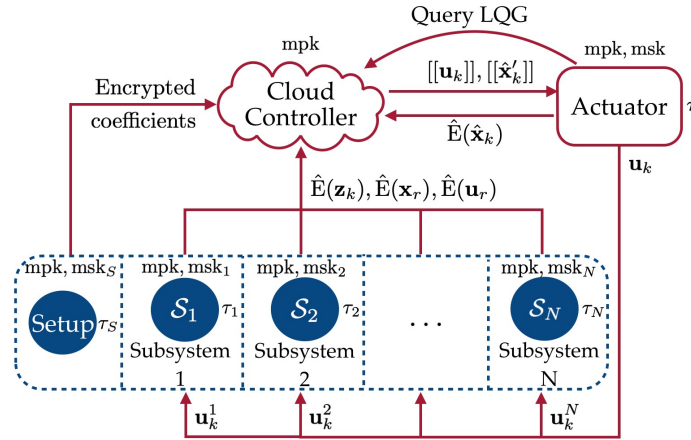 Query LQG
mpk
mpk, msk
Encrypted
coefficients
Cloud
Controller
[[u_k]], [[x̂′_k]]
Ê(x̂_k)
Actuator
u_k
Ê(z_k), Ê(x_r), Ê(u_r)
mpk, msk_S
mpk, msk_1
mpk, msk_2
mpk, msk_N
Setup
τ_S
S_1
τ_1
S_2
τ_2
. . .
S_N
τ_N
Subsystem
1
Subsystem
2
Subsystem
N
u_k^1
u_k^2
u_k^N